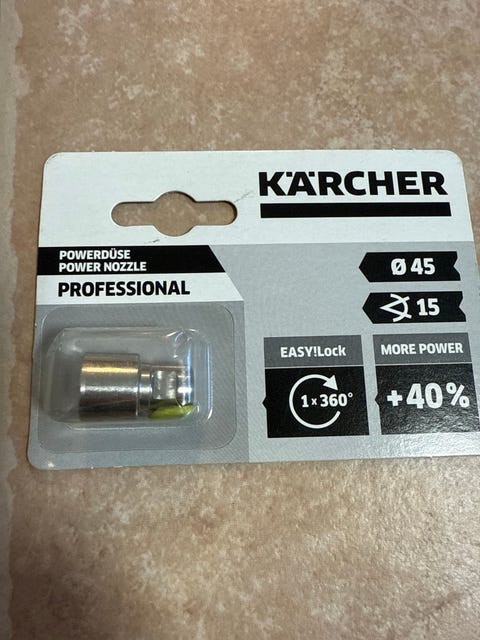 KÄRCHER
POWERDÜSE
POWER NOZZLE
PROFESSIONAL
Ø 45
15
EASY!Lock
1 x 360°
MORE POWER
+40%